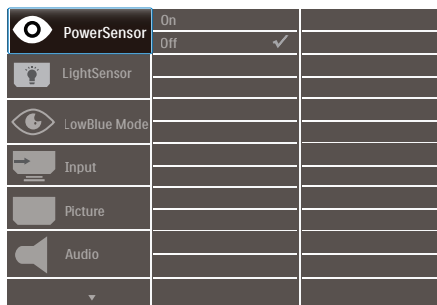 PowerSensor
On
Off
LightSensor
LowBlue Mode
Input
Picture
Audio